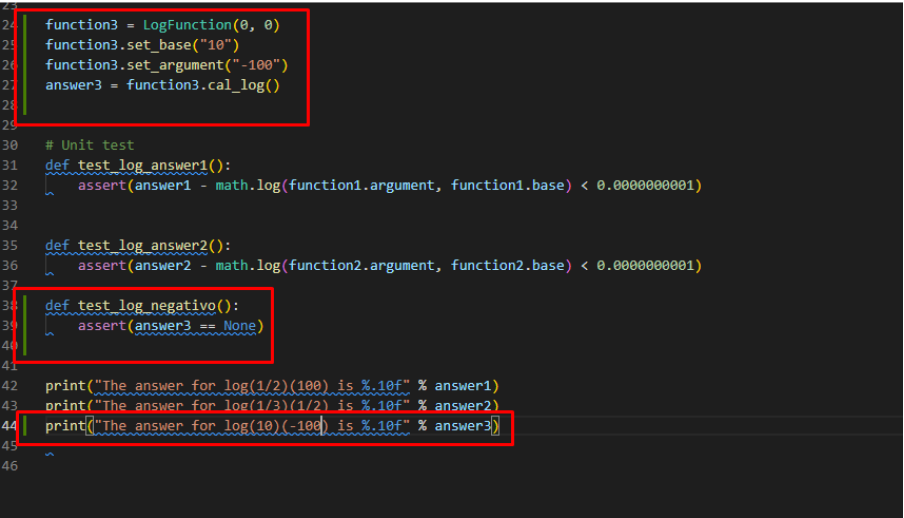 23
24 function3 = LogFunction(0, 0)
25 function3.set_base("10")
26 function3.set_argument("-100")
27 answer3 = function3.cal_log()
28
29
30 # Unit test
31 def test_log_answer1():
32     assert(answer1 - math.log(function1.argument, function1.base) < 0.0000000001)
33
34
35 def test_log_answer2():
36     assert(answer2 - math.log(function2.argument, function2.base) < 0.0000000001)
37
38 def test_log_negativo():
39     assert(answer3 == None)
40
41
42 print("The answer for log(1/2)(100) is %.10f" % answer1)
43 print("The answer for log(1/3)(1/2) is %.10f" % answer2)
44 print("The answer for log(10)(-100) is %.10f" % answer3)
45
46